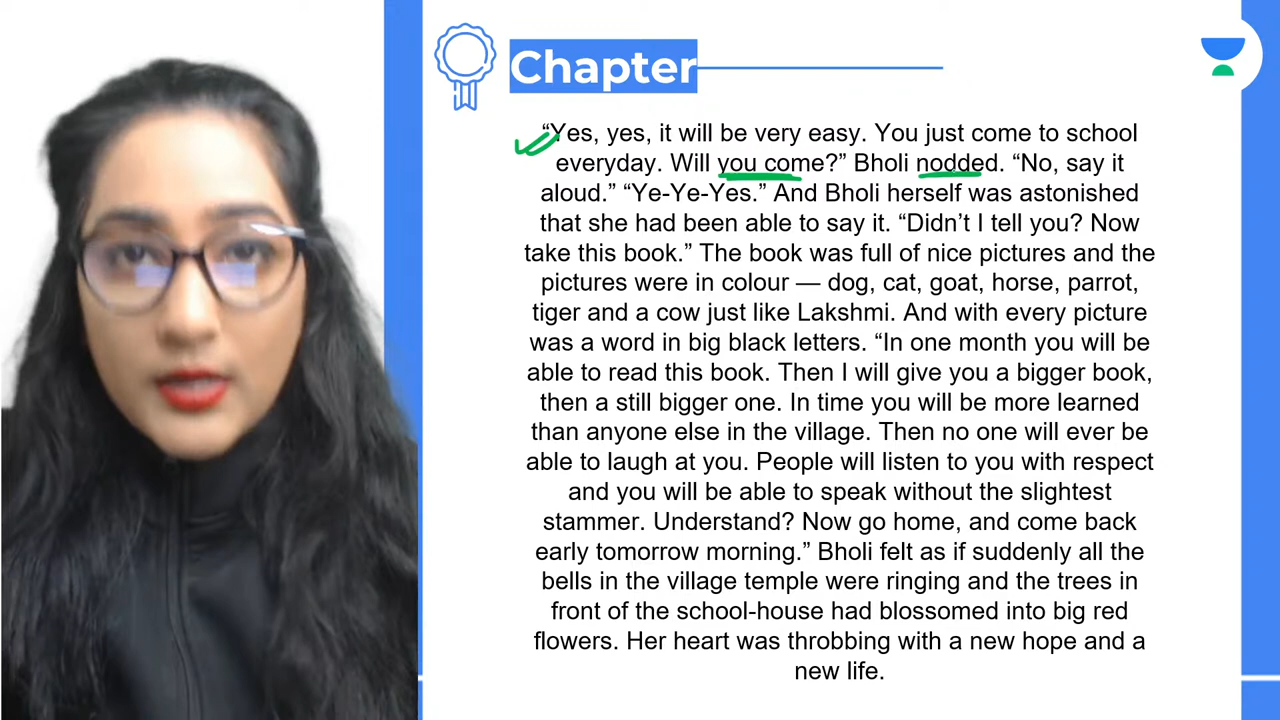 Chapter
“Yes, yes, it will be very easy. You just come to school
everyday. Will you come?” Bholi nodded. “No, say it
aloud.” “Ye-Ye-Yes.” And Bholi herself was astonished
that she had been able to say it. “Didn’t I tell you? Now
take this book.” The book was full of nice pictures and the
pictures were in colour — dog, cat, goat, horse, parrot,
tiger and a cow just like Lakshmi. And with every picture
was a word in big black letters. “In one month you will be
able to read this book. Then I will give you a bigger book,
then a still bigger one. In time you will be more learned
than anyone else in the village. Then no one will ever be
able to laugh at you. People will listen to you with respect
and you will be able to speak without the slightest
stammer. Understand? Now go home, and come back
early tomorrow morning.” Bholi felt as if suddenly all the
bells in the village temple were ringing and the trees in
front of the school-house had blossomed into big red
flowers. Her heart was throbbing with a new hope and a
new life.